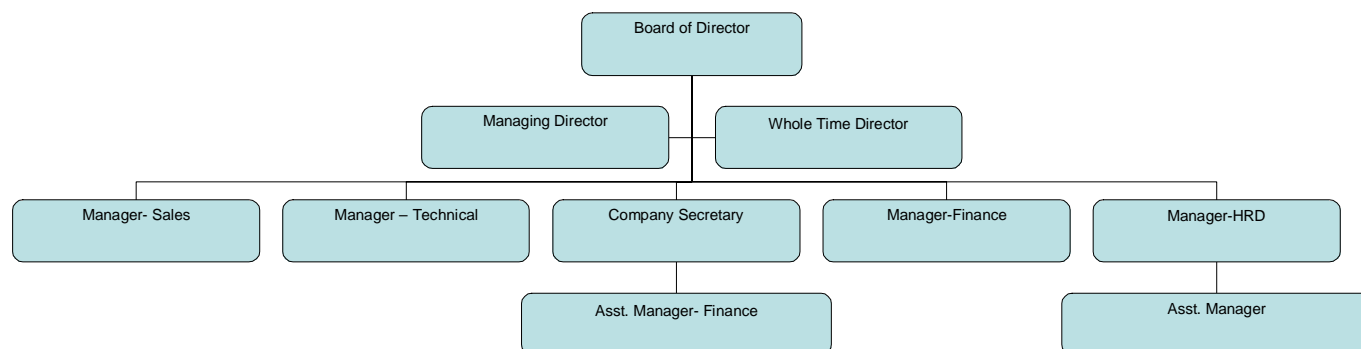 Board of Director
Managing Director
Whole Time Director
Manager- Sales
Manager – Technical
Company Secretary
Manager-Finance
Manager-HRD
Asst. Manager- Finance
Asst. Manager